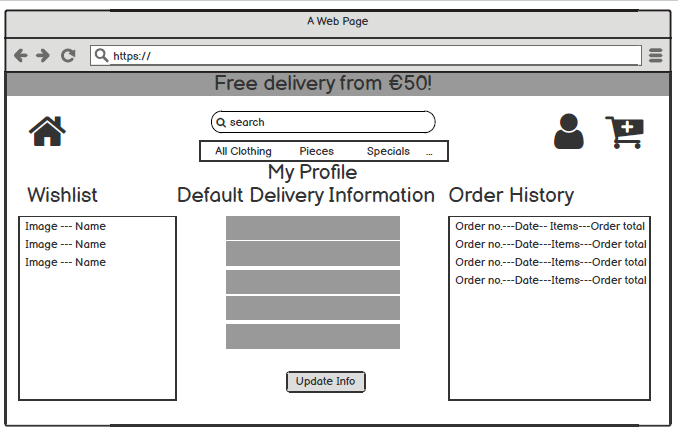 A Web Page
https://
Free delivery from €50!
search
All Clothing Pieces Specials ...
My Profile
Wishlist Default Delivery Information Order History
Image --- Name
Image --- Name
Image --- Name
Order no.---Date-- Items---Order total
Order no.---Date---Items---Order total
Order no.---Date---Items---Order total
Order no.---Date---Items---Order total
Update Info